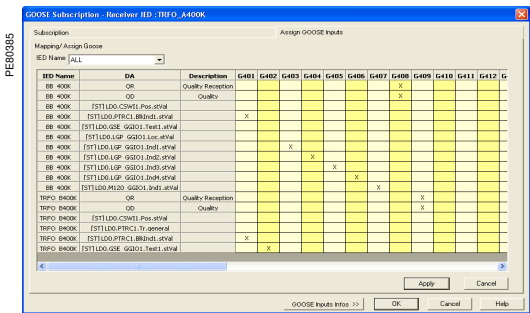 GOOSE Subscription - Receiver IED :TRFO_A400K
PE80385
Subscription
Assign GOOSE Inputs
Mapping/ Assign Goose
IED Name ALL
IED Name DA Description G401 G402 G403 G404 G405 G406 G407 G408 G409 G410 G411 G412 G
BB 400K QR Quality Reception X
BB 400K QD Quality X
BB 400K [ST] LD0.CSWI1.Pos.stVal
BB 400K [ST] LD0.PTRC1.BlkInd1.stVal X
BB 400K [ST] LD0.GSE GGIO1.Test1.stVal
BB 400K [ST] LD0.LGP GGIO1.Loc.stVal
BB 400K [ST] LD0.LGP GGIO1.Ind1.stVal X
BB 400K [ST] LD0.LGP GGIO1.Ind2.stVal X
BB 400K [ST] LD0.LGP GGIO1.Ind3.stVal X
BB 400K [ST] LD0.LGP GGIO1.Ind4.stVal X
BB 400K [ST] LD0.M120 GGIO1.Ind1.stVal X
TRFO B400K QR Quality Reception X
TRFO B400K QD Quality X
TRFO B400K [ST] LD0.CSWI1.Pos.stVal
TRFO B400K [ST] LD0.PTRC1.Tr.general
TRFO B400K [ST] LD0.PTRC1.BlkInd1.stVal X
TRFO B400K [ST] LD0.GSE GGIO1.Test1.stVal X
Apply Cancel
GOOSE Inputs Infos >> OK Cancel Help